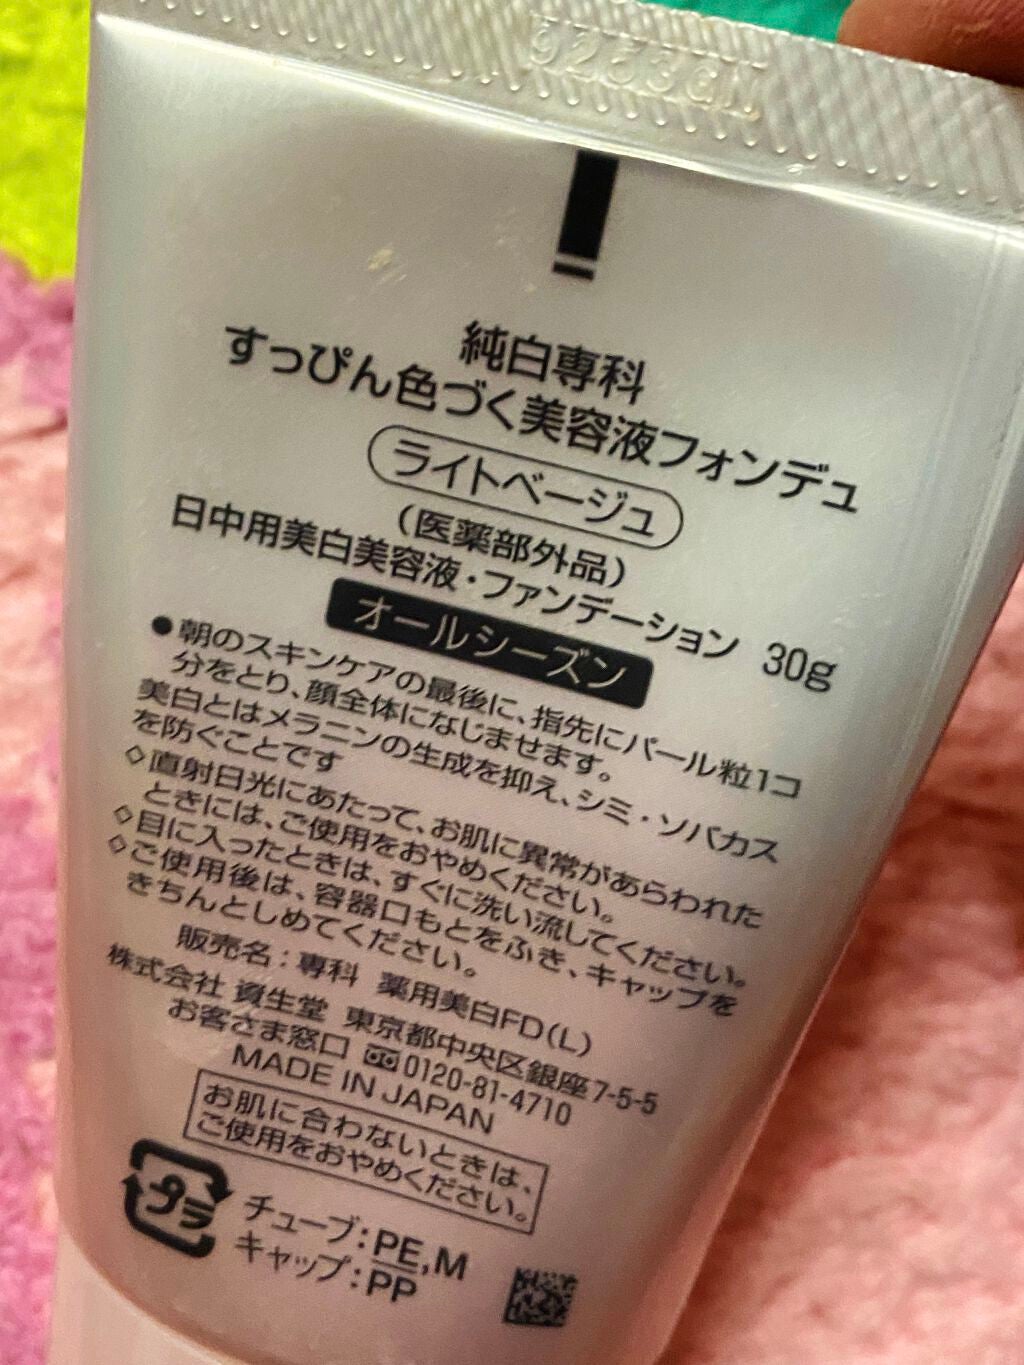 純白専科
すっぴん色づく美容液フォンデュ
ライトベージュ
(医薬部外品)
日中用美白美容液・ファンデーション 30g
オールシーズン
●朝のスキンケアの最後に、指先にパール粒1コ
分をとり、顔全体になじませます。
美白とはメラニンの生成を抑え、シミ・ソバカス
を防ぐことです
◇直射日光にあたって、お肌に異常があらわれた
ときには、ご使用をおやめください。
◇目に入ったときは、すぐに洗い流してください。
◇ご使用後は、容器口もとをふき、キャップを
きちんとしめてください。
販売名：専科 薬用美白FD(L)
株式会社 資生堂 東京都中央区銀座7-5-5
お客さま窓口 0120-81-4710
MADE IN JAPAN
お肌に合わないときは、
ご使用をおやめください。
プラ
チューブ：PE,M
キャップ：PP